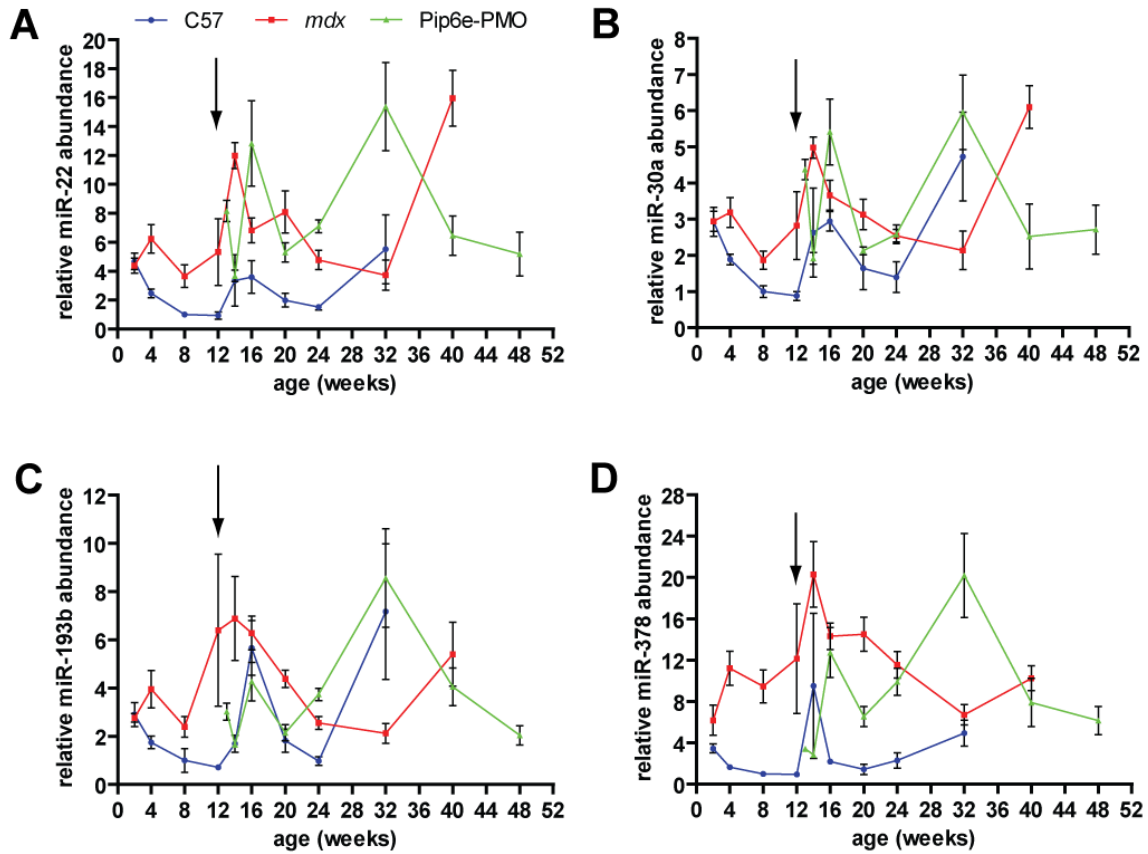 C57 mdx Pip6e-PMO
A
20
18
16
14
12
10
8
6
4
2
0
relative miR-22 abundance
0 4 8 12 16 20 24 28 32 36 40 44 48 52
age (weeks)
B
8
7
6
5
4
3
2
1
0
relative miR-30a abundance
0 4 8 12 16 20 24 28 32 36 40 44 48 52
age (weeks)
C
12
10
8
6
4
2
0
relative miR-193b abundance
0 4 8 12 16 20 24 28 32 36 40 44 48 52
age (weeks)
D
28
24
20
16
12
8
4
0
relative miR-378 abundance
0 4 8 12 16 20 24 28 32 36 40 44 48 52
age (weeks)